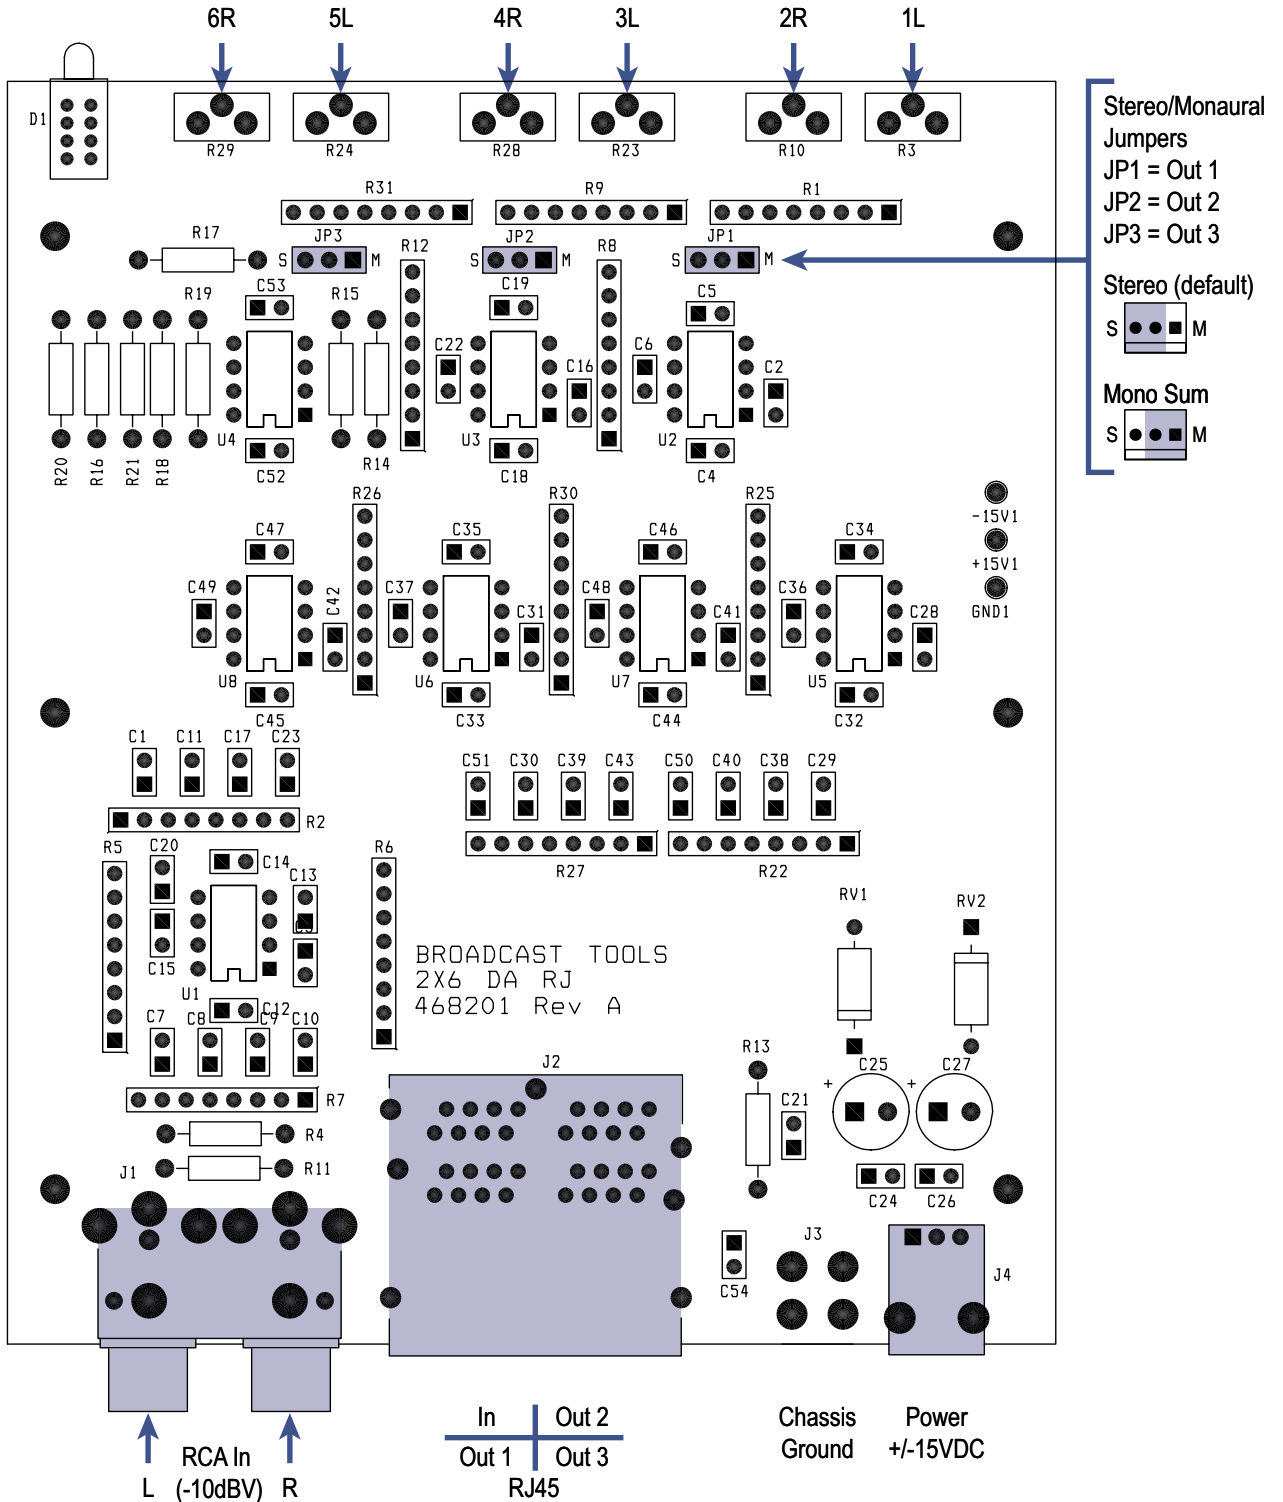 6R 5L 4R 3L 2R 1L
D1
R29 R24 R28 R23 R10 R3
Stereo/Monaural
Jumpers
JP1 = Out 1
JP2 = Out 2
JP3 = Out 3
Stereo (default)
S M
Mono Sum
S M
R31 R9 R1
R17 JP3 R12 JP2 R8 JP1
S M S M S M
R19 C53 R15 C19 C5
C22 C16 C6 C2
U4 U3 U2
R20 R16 R21 R18 C52 R14 C18 C4
R26 R30 R25
-15V1
+15V1
GND1
C47 C35 C46 C34
C49 C42 C37 C31 C48 C41 C36 C28
U8 U6 U7 U5
C45 C33 C44 C32
C1 C11 C17 C23
C51 C30 C39 C43 C50 C40 C38 C29
R2
R5 C20 C14 C13 R6
R27 R22
RV1 RV2
C15
U1 C12
BROADCAST TOOLS
2X6 DA RJ
468201 Rev A
C7 C8 C9 C10
J2 R13 C25 C27
+ +
C21
R7
R4
J1 R11
C24 C26
J3 J4
C54
In Out 2
Out 1 Out 3
RJ45
Chassis
Ground
Power
+/-15VDC
RCA In
(-10dBV)
L R